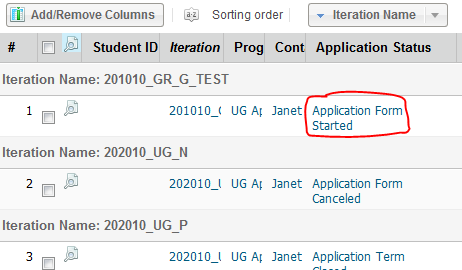 Add/Remove Columns Sorting order Iteration Name
# Student ID Iteration Prog Cont Application Status
Iteration Name: 201010_GR_G_TEST
1 201010_G UG Ap Janet Application Form
Started
Iteration Name: 202010_UG_N
2 202010_U UG Ap Janet Application Form
Canceled
Iteration Name: 202010_UG_P
3 202010_U UG Ap Janet Application Term
Closed